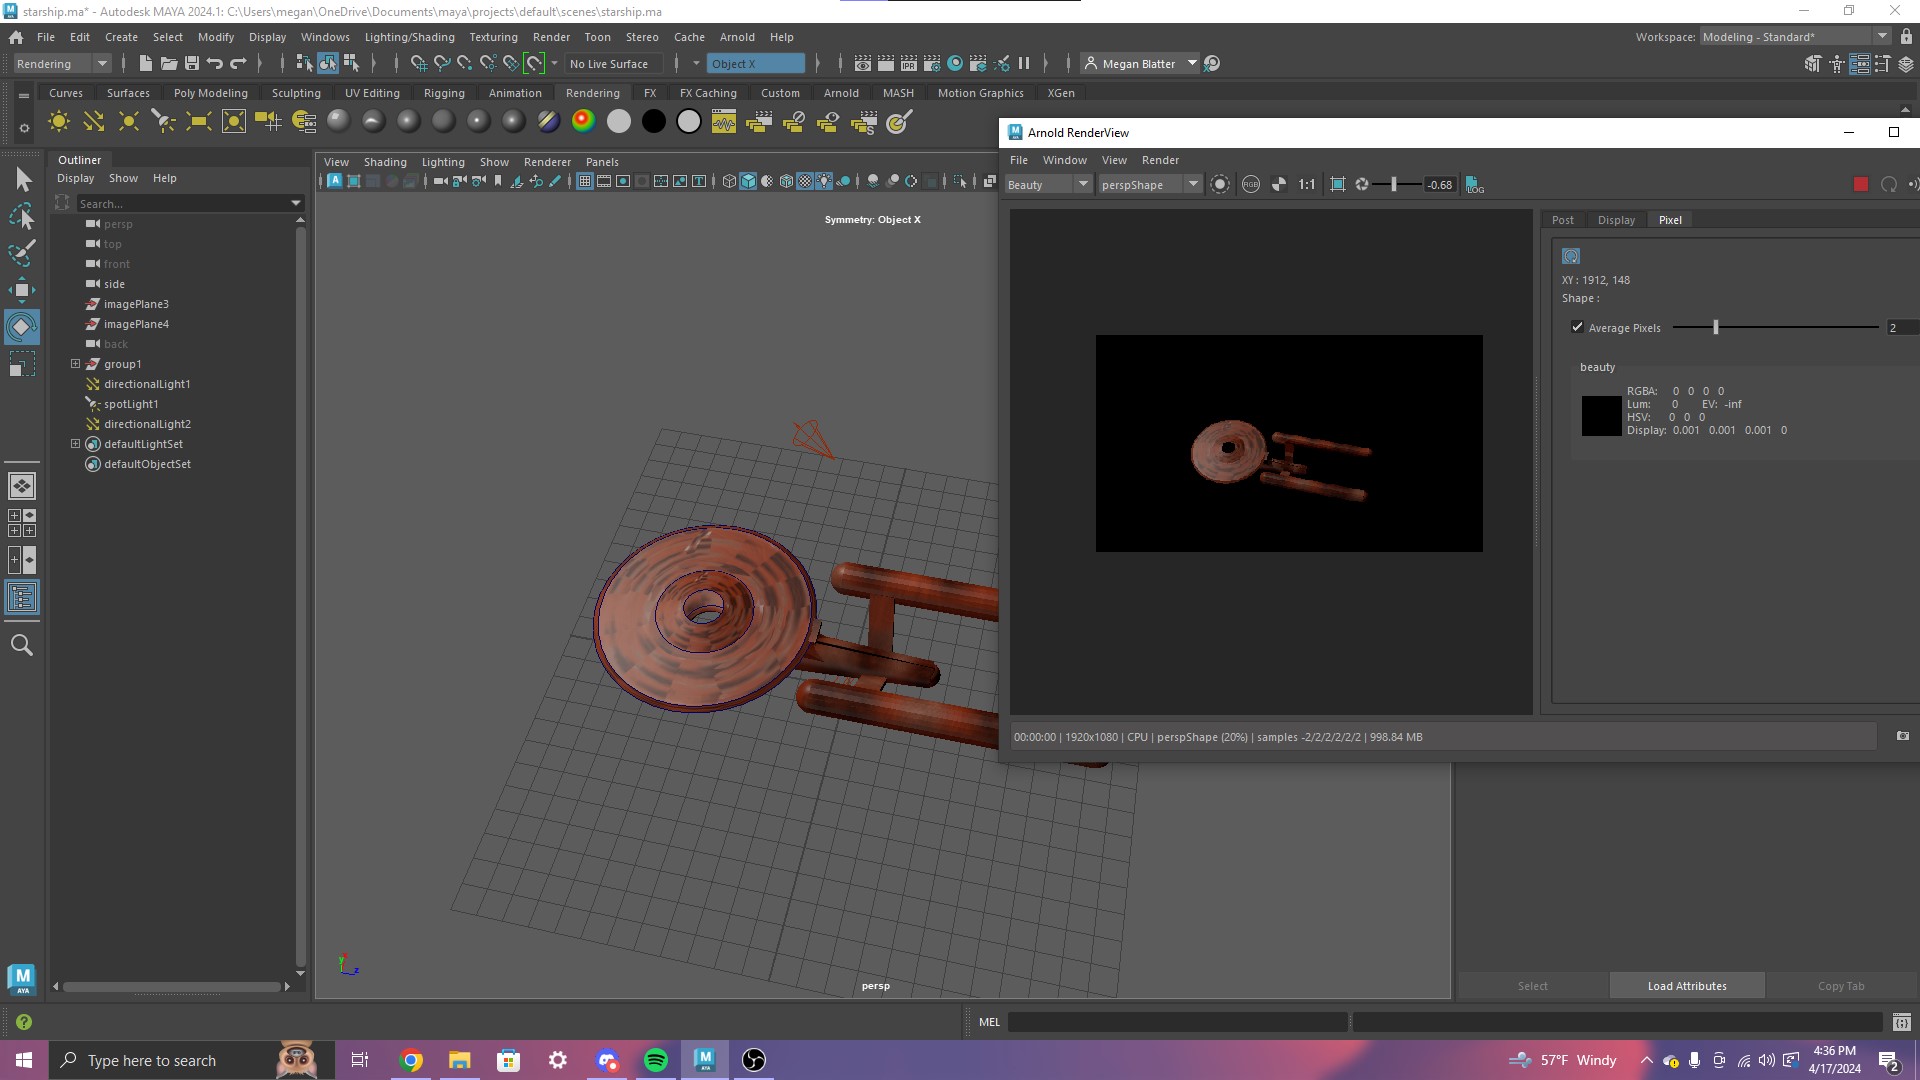 starship.ma* - Autodesk MAYA 2024.1: C:\Users\megan\OneDrive\Documents\maya\projects\default\scenes\starship.ma
File Edit Create Select Modify Display Windows Lighting/Shading Texturing Render Toon Stereo Cache Arnold Help
Workspace: Modeling - Standard*
Rendering No Live Surface Object X Megan Blatter
Curves Surfaces Poly Modeling Sculpting UV Editing Rigging Animation Rendering FX FX Caching Custom Arnold MASH Motion Graphics XGen
Outliner
Display Show Help
Search...
persp
top
front
side
imagePlane3
imagePlane4
back
group1
directionalLight1
spotLight1
directionalLight2
defaultLightSet
defaultObjectSet
View Shading Lighting Show Renderer Panels
Symmetry: Object X
persp
y
z
Arnold RenderView
File Window View Render
Beauty perspShape RGB 1:1 -0.68 LOG
Post Display Pixel
XY : 1912, 148
Shape :
Average Pixels 2
beauty
RGBA: 0 0 0 0
Lum: 0 EV: -inf
HSV: 0 0 0
Display: 0.001 0.001 0.001 0
00:00:00 | 1920x1080 | CPU | perspShape (20%) | samples -2/2/2/2/2/2 | 998.84 MB
Select Load Attributes Copy Tab
MEL
M
AYA
Type here to search
57°F Windy
4:36 PM
4/17/2024
2